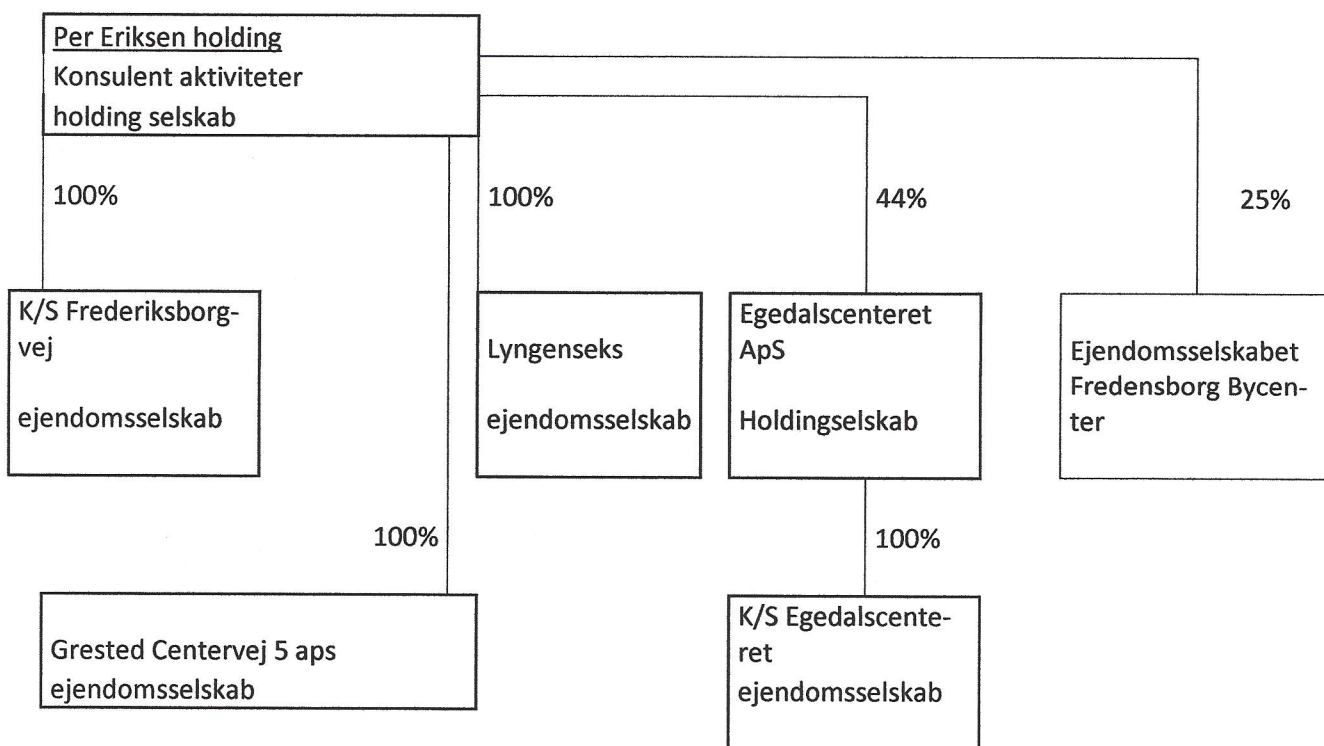 Per Eriksen holding
Konsulent aktiviteter
holding selskab
100%
100%
44%
25%
K/S Frederiksborg-
vej
ejendomsselskab
Lyngenseks
ejendomsselskab
Egedalscenteret
ApS
Holdingselskab
Ejendomsselskabet
Fredensborg Bycen-
ter
100%
100%
Grested Centervej 5 aps
ejendomsselskab
K/S Egedalscente-
ret
ejendomsselskab